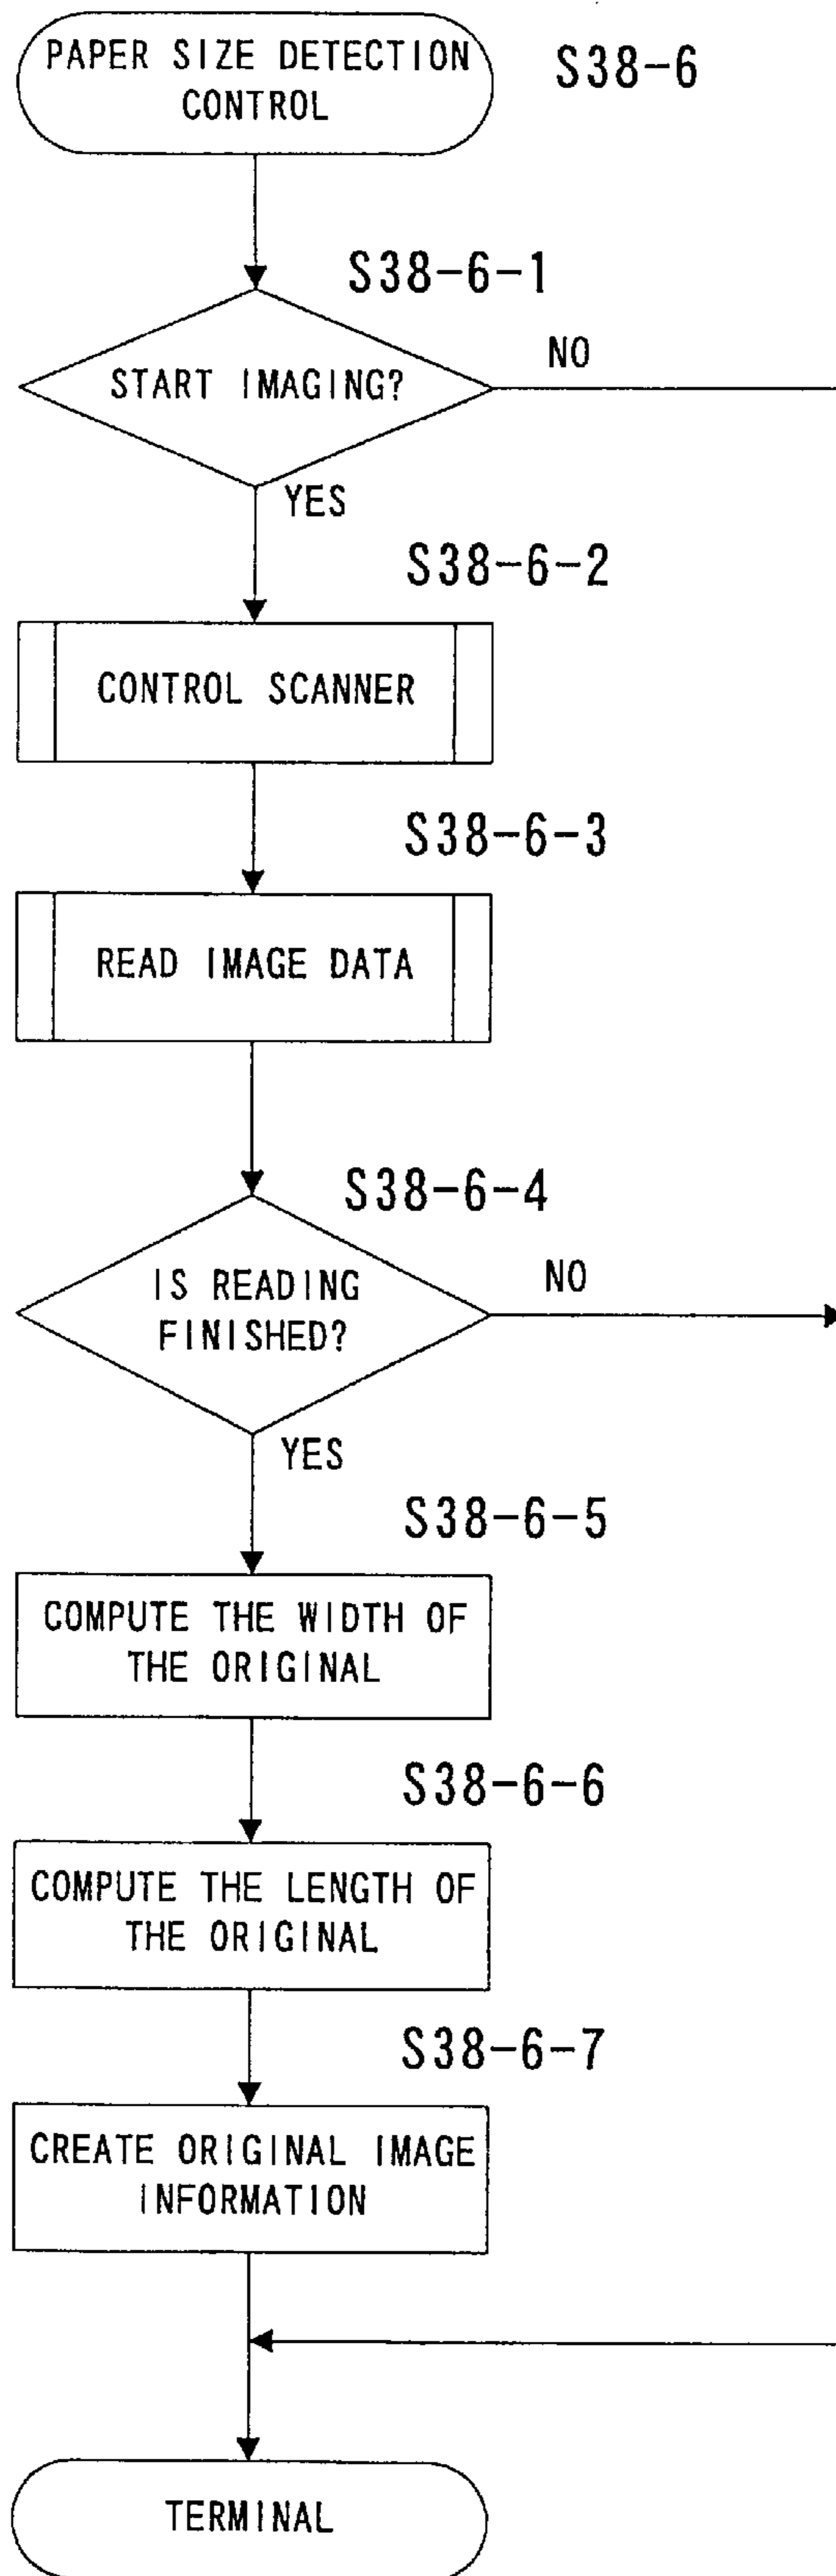 PAPER SIZE DETECTION
CONTROL
S38-6
S38-6-1
START IMAGING?
NO
YES
S38-6-2
CONTROL SCANNER
S38-6-3
READ IMAGE DATA
S38-6-4
IS READING
FINISHED?
NO
YES
S38-6-5
COMPUTE THE WIDTH OF
THE ORIGINAL
S38-6-6
COMPUTE THE LENGTH OF
THE ORIGINAL
S38-6-7
CREATE ORIGINAL IMAGE
INFORMATION
TERMINAL